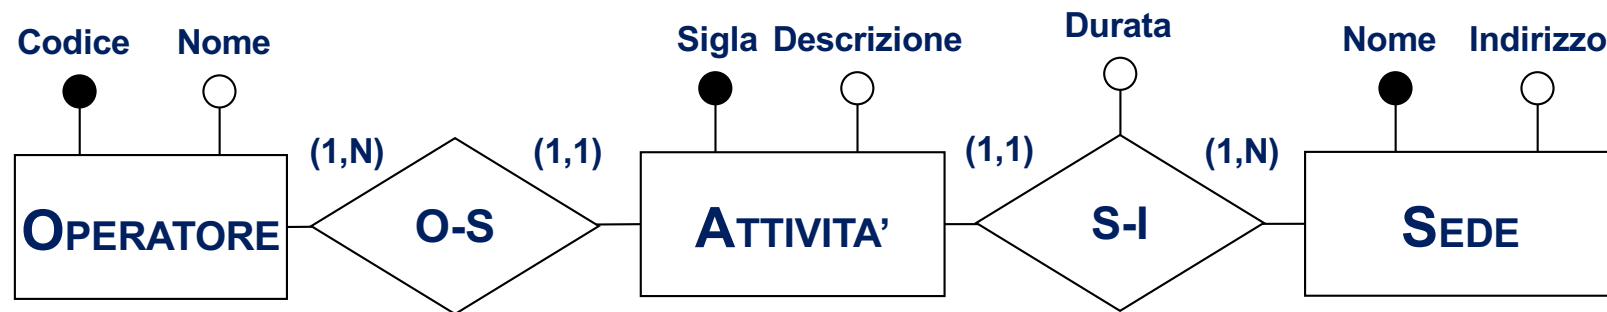 Codice Nome Sigla Descrizione Durata Nome Indirizzo
(1,N) (1,1) (1,1) (1,N)
OPERATORE O-S ATTIVITA’ S-I SEDE